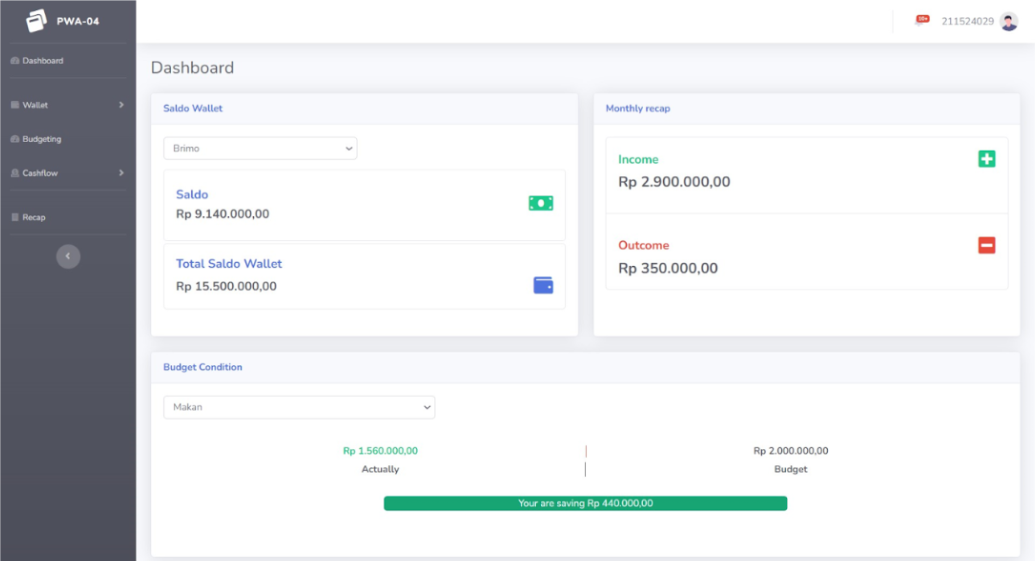 PWA-04
211524029
Dashboard
Wallet
Budgeting
Cashflow
Recap
Dashboard
Saldo Wallet
Brimo
Saldo
Rp 9.140.000,00
Total Saldo Wallet
Rp 15.500.000,00
Monthly recap
Income
Rp 2.900.000,00
Outcome
Rp 350.000,00
Budget Condition
Makan
Rp 1.560.000,00 | Rp 2.000.000,00
Actually | Budget
Your are saving Rp 440.000,00